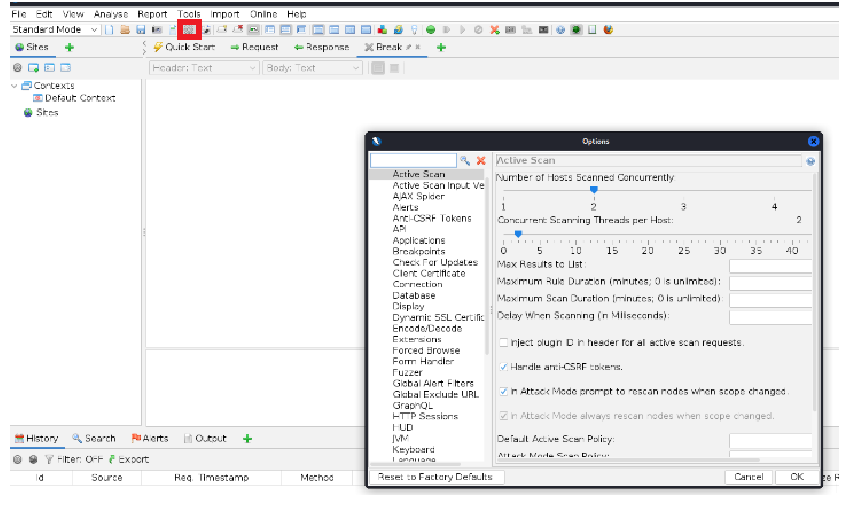 File Edit View Analyse Report Tools Import Online Help
Standard Mode
Sites
Quick Start Request Response Break
Header: Text Body: Text
Contexts
Default Context
Sites
Options
Active Scan
Active Scan Input Ve
AJAX Spider
Alerts
Anti-CSRF Tokens
API
Applications
Breakpoints
Check For Updates
Client Certificate
Connection
Database
Display
Dynamic SSL Certific
Encode/Decode
Extensions
Forced Browse
Form Handler
Fuzzer
Global Alert Filters
Global Exclude URL
GraphQL
HTTP Sessions
HUD
JVM
Keyboard
Language
Active Scan
Number of Hosts Scanned Concurrently:
1 2 3 4
Concurrent Scanning Threads per Host: 2
0 5 10 15 20 25 30 35 40
Max Results to List:
Maximum Rule Duration (minutes; 0 is unlimited):
Maximum Scan Duration (minutes; 0 is unlimited):
Delay When Scanning (in Milliseconds):
Inject plugin ID in header for all active scan requests.
Handle anti-CSRF tokens.
In Attack Mode prompt to rescan nodes when scope changed.
In Attack Mode always rescan nodes when scope changed.
Default Active Scan Policy:
Attack Mode Scan Policy:
Reset to Factory Defaults Cancel OK
History Search Alerts Output
Filter: OFF Export
Id Source Req. Timestamp Method